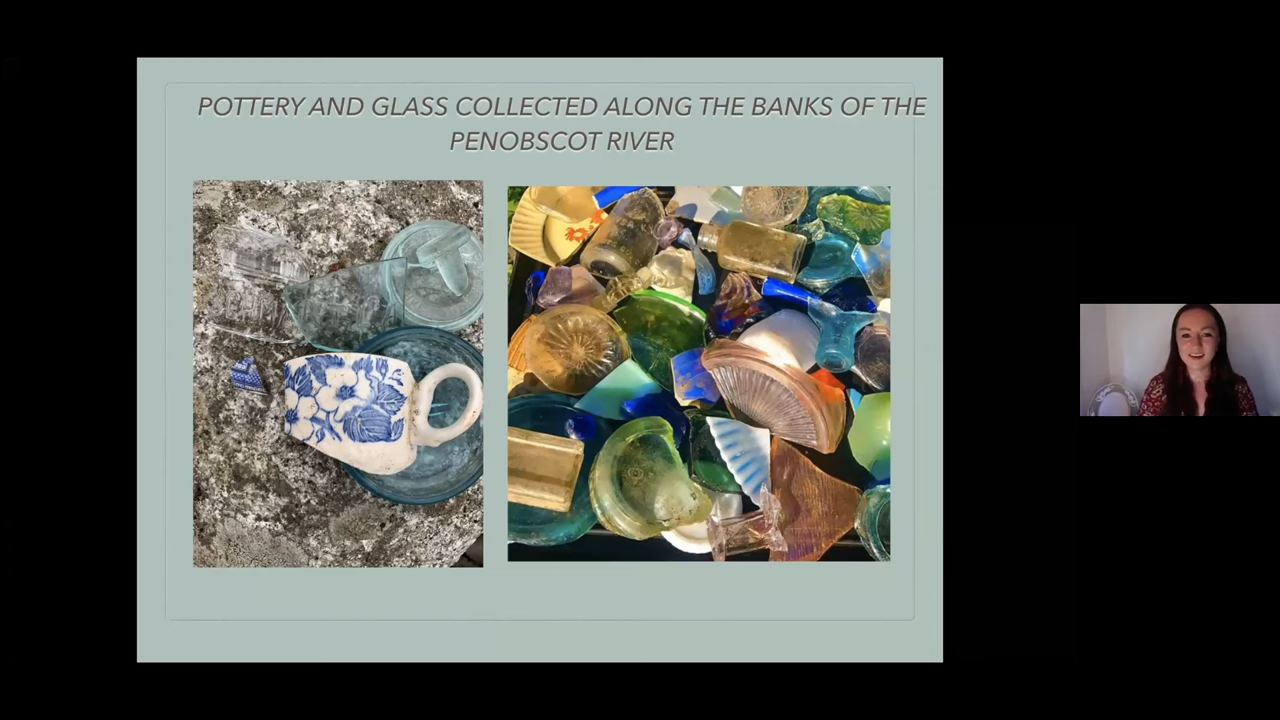 POTTERY AND GLASS COLLECTED ALONG THE BANKS OF THE
PENOBSCOT RIVER